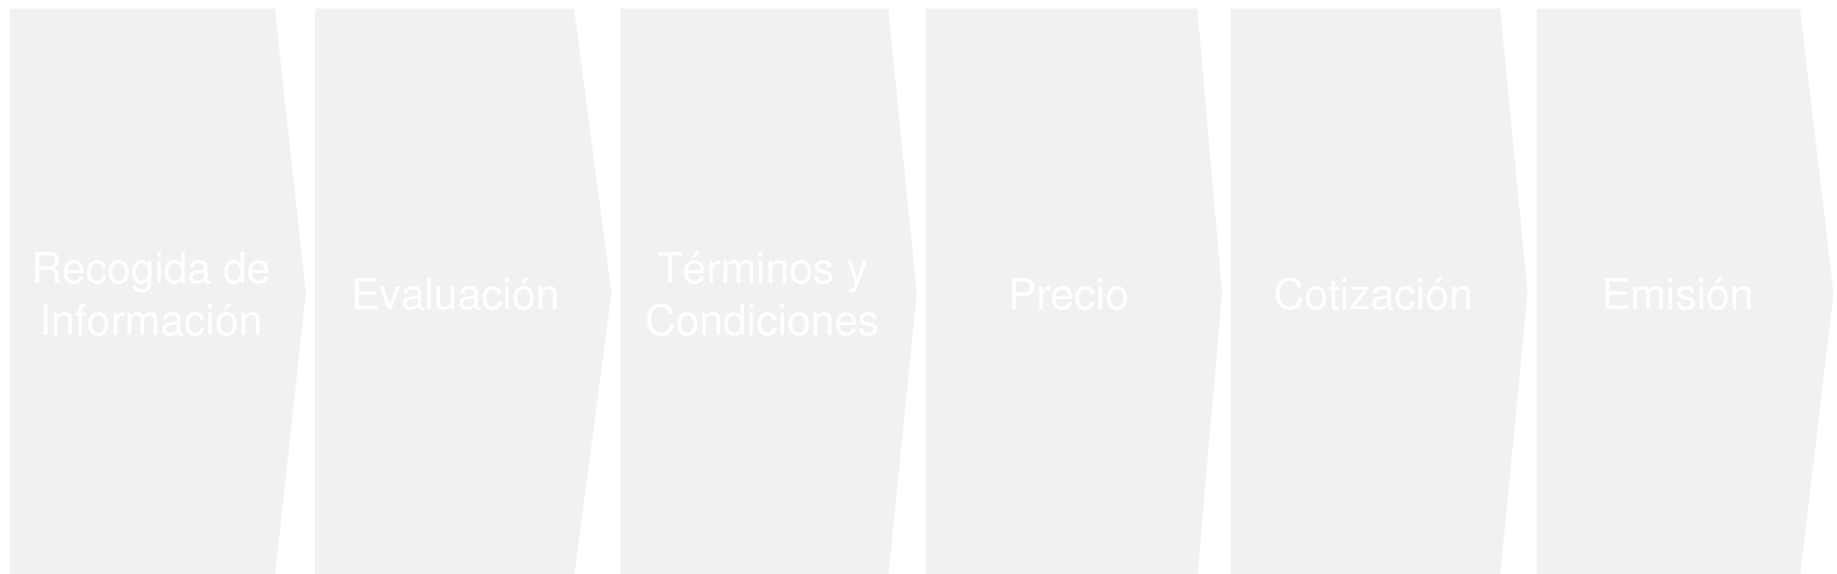 Recogida de
Información
Evaluación
Términos y
Condiciones
Precio
Cotización
Emisión